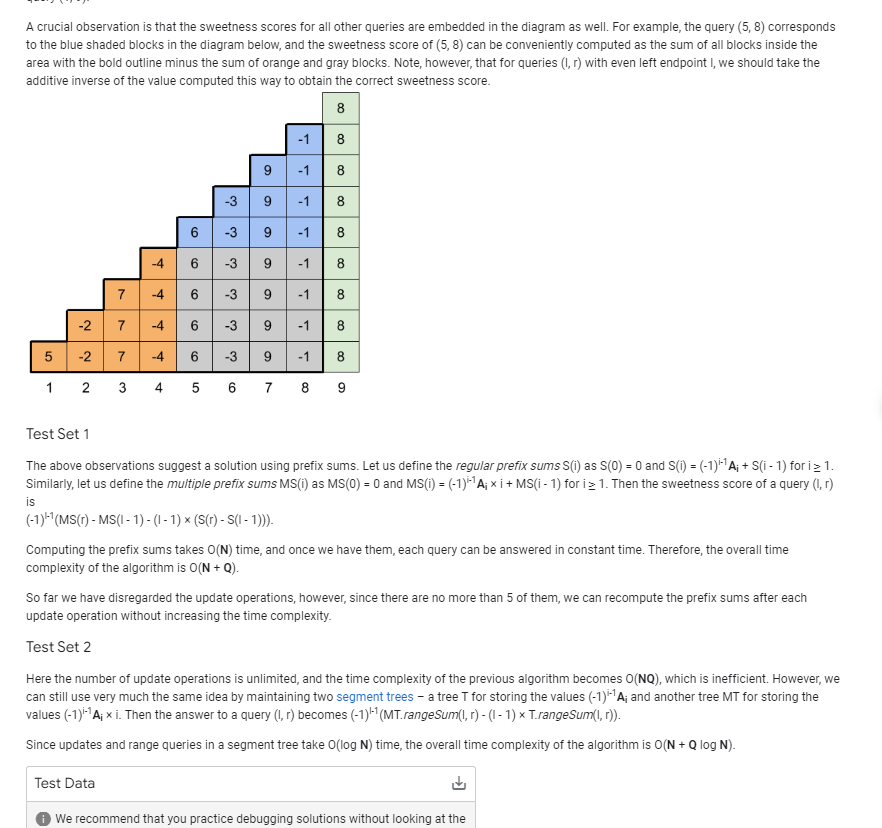 A crucial observation is that the sweetness scores for all other queries are embedded in the diagram as well. For example, the query (5, 8) corresponds
to the blue shaded blocks in the diagram below, and the sweetness score of (5, 8) can be conveniently computed as the sum of all blocks inside the
area with the bold outline minus the sum of orange and gray blocks. Note, however, that for queries (l, r) with even left endpoint l, we should take the
additive inverse of the value computed this way to obtain the correct sweetness score.
8
-1 8
9 -1 8
-3 9 -1 8
6 -3 9 -1 8
-4 6 -3 9 -1 8
7 -4 6 -3 9 -1 8
-2 7 -4 6 -3 9 -1 8
5 -2 7 -4 6 -3 9 -1 8
1 2 3 4 5 6 7 8 9
Test Set 1
The above observations suggest a solution using prefix sums. Let us define the regular prefix sums S(i) as S(0) = 0 and S(i) = (-1)^{i-1}A_i + S(i - 1) for i ≥ 1.
Similarly, let us define the multiple prefix sums MS(i) as MS(0) = 0 and MS(i) = (-1)^{i-1}A_i × i + MS(i - 1) for i ≥ 1. Then the sweetness score of a query (l, r)
is
(-1)^{l-1}(MS(r) - MS(l - 1) - (l - 1) × (S(r) - S(l - 1))).
Computing the prefix sums takes O(N) time, and once we have them, each query can be answered in constant time. Therefore, the overall time
complexity of the algorithm is O(N + Q).
So far we have disregarded the update operations, however, since there are no more than 5 of them, we can recompute the prefix sums after each
update operation without increasing the time complexity.
Test Set 2
Here the number of update operations is unlimited, and the time complexity of the previous algorithm becomes O(NQ), which is inefficient. However, we
can still use very much the same idea by maintaining two segment trees – a tree T for storing the values (-1)^{i-1}A_i and another tree MT for storing the
values (-1)^{i-1}A_i × i. Then the answer to a query (l, r) becomes (-1)^{l-1}(MT.rangeSum(l, r) - (l - 1) × T.rangeSum(l, r)).
Since updates and range queries in a segment tree take O(log N) time, the overall time complexity of the algorithm is O(N + Q log N).
Test Data
We recommend that you practice debugging solutions without looking at the